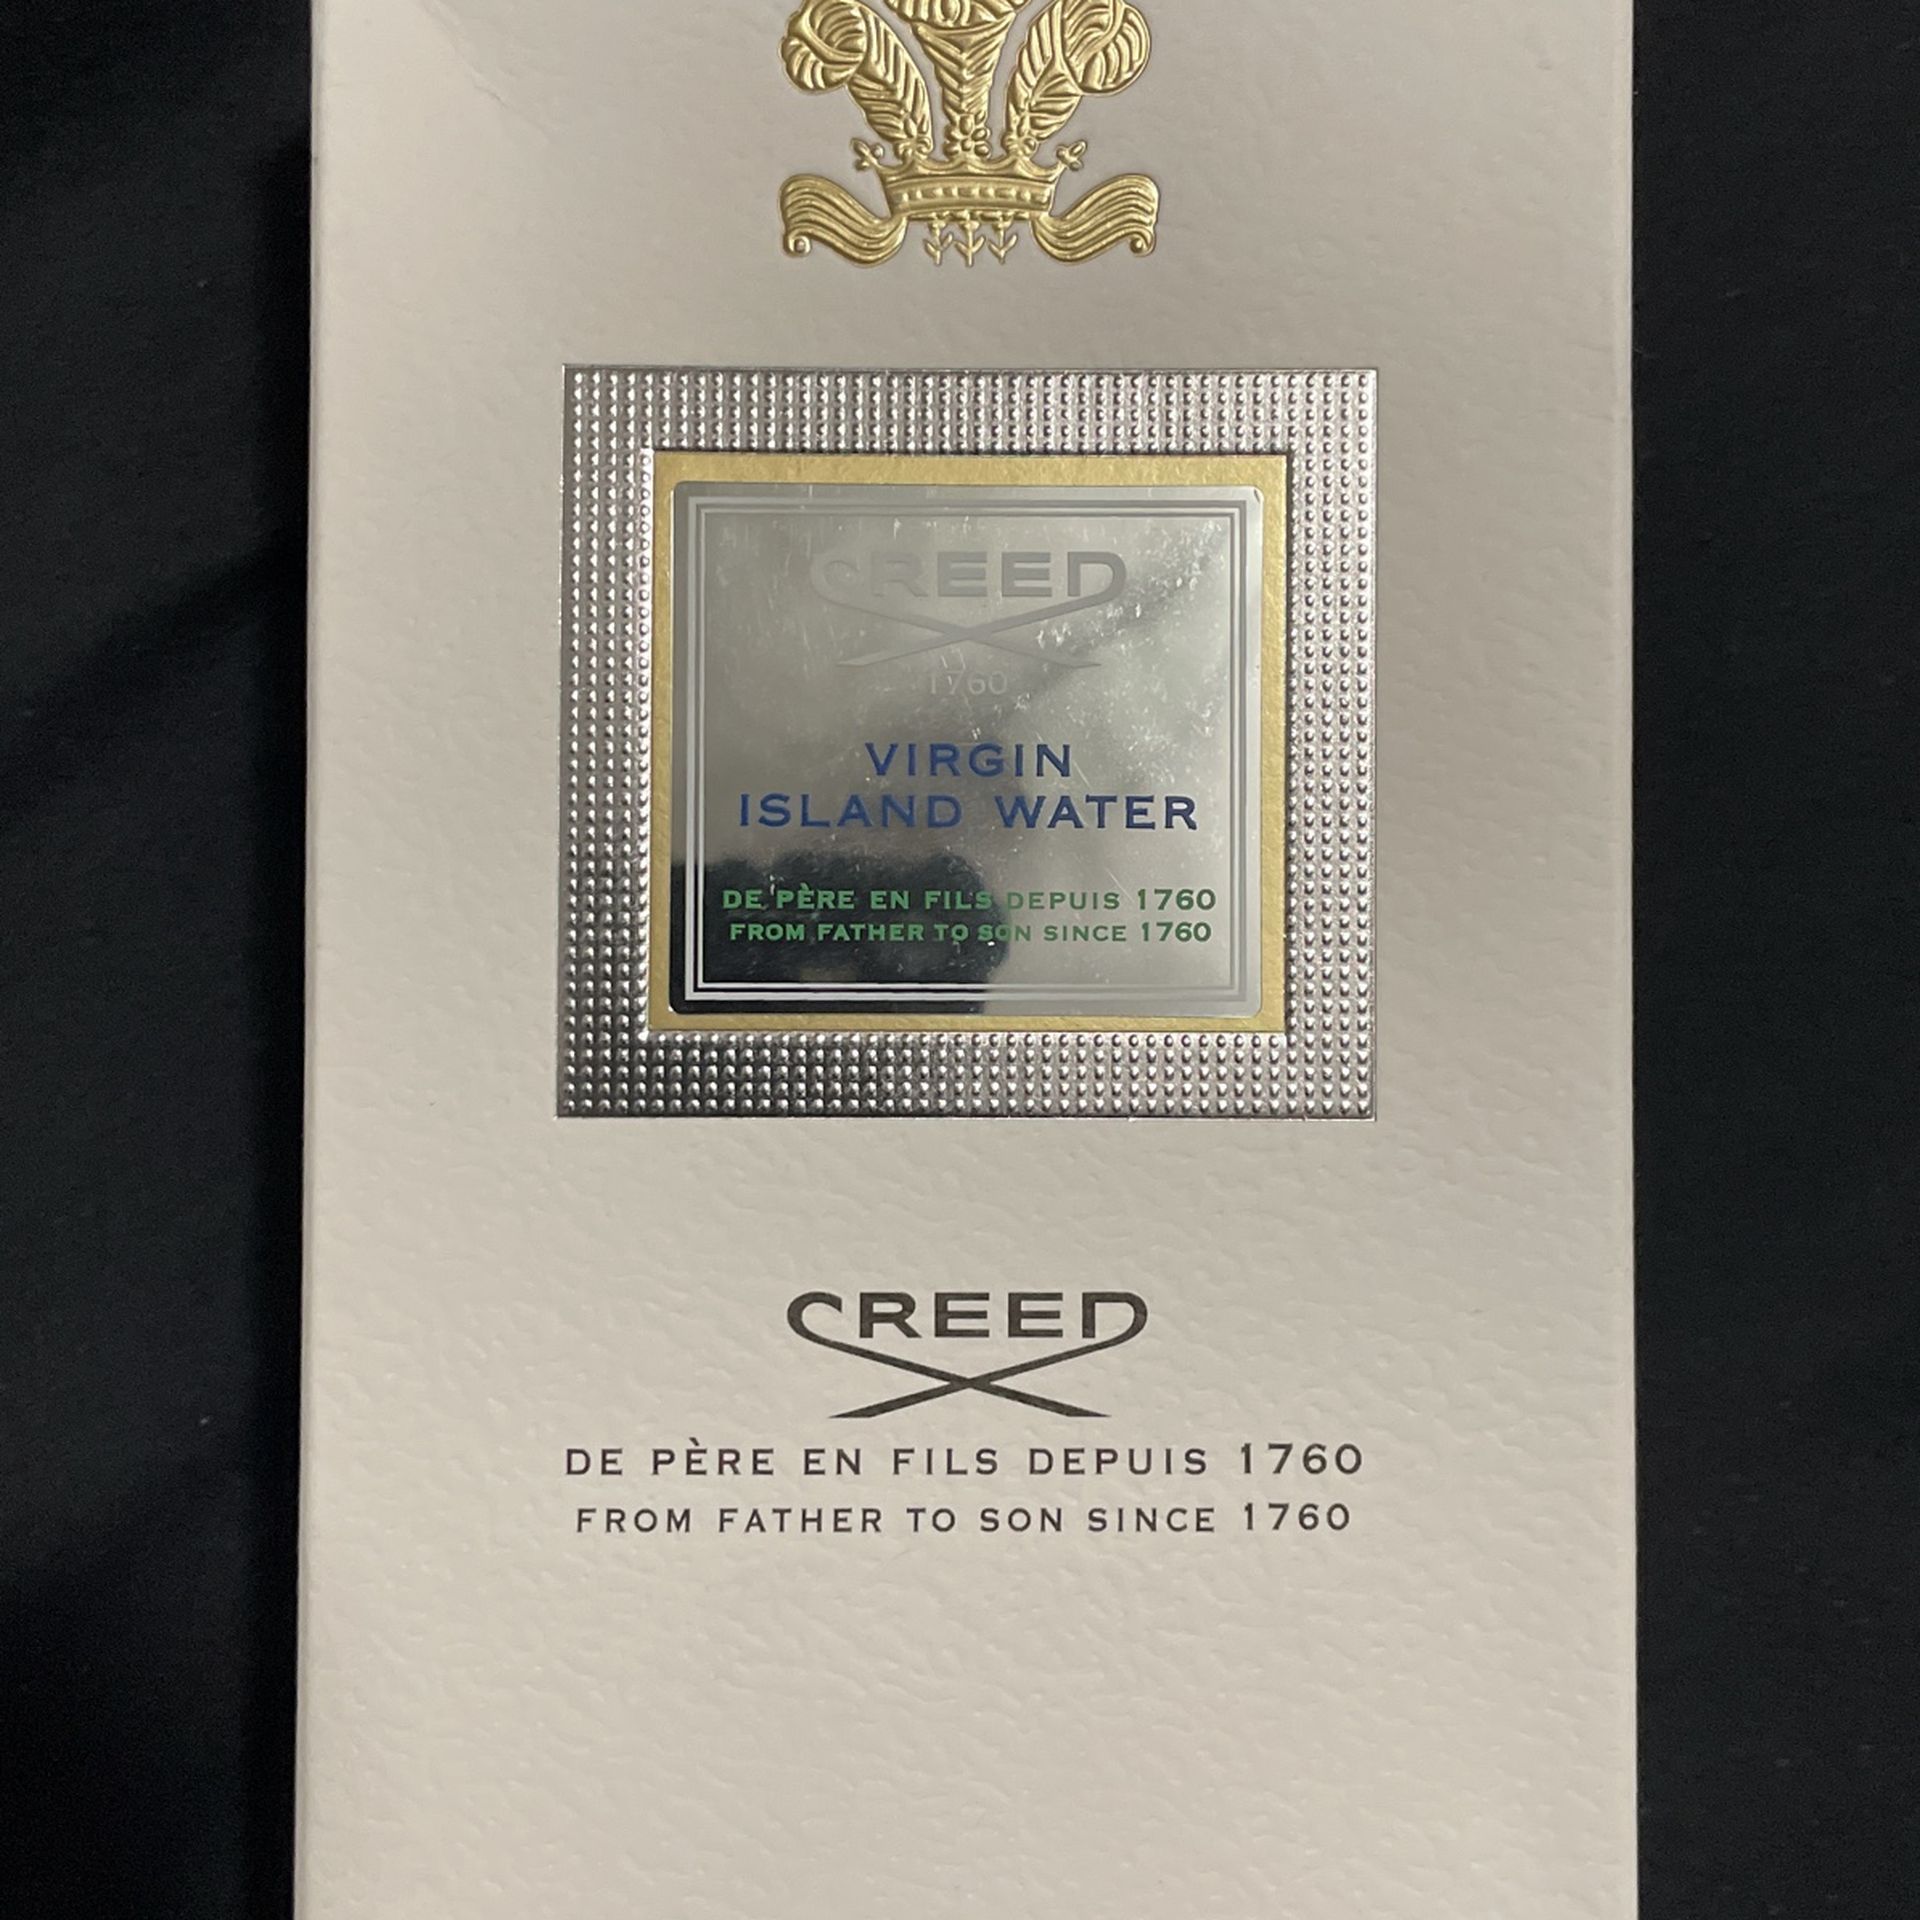 CREED
1760
VIRGIN
ISLAND WATER
DE PÈRE EN FILS DEPUIS 1760
FROM FATHER TO SON SINCE 1760
CREED
DE PÈRE EN FILS DEPUIS 1760
FROM FATHER TO SON SINCE 1760